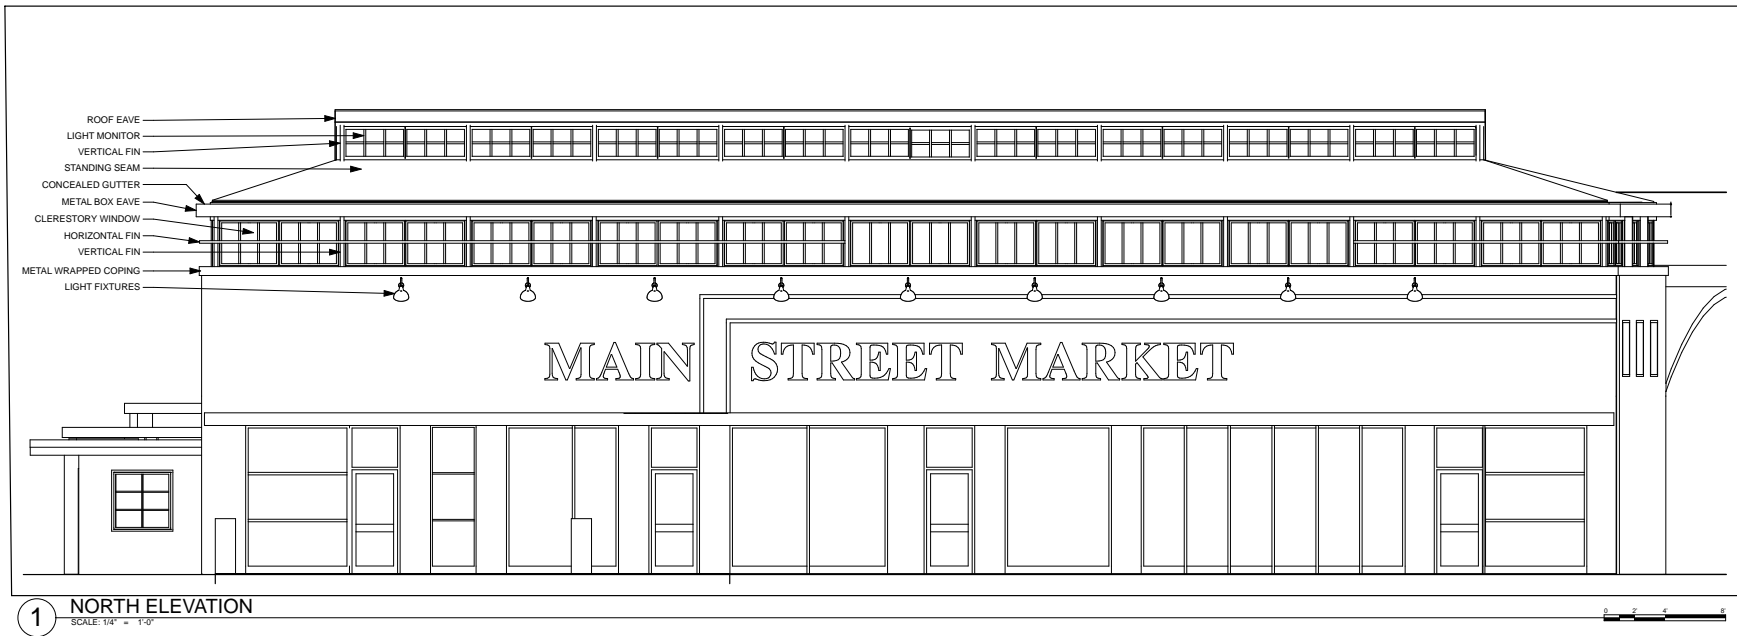 ROOF EAVE
LIGHT MONITOR
VERTICAL FIN
STANDING SEAM
CONCEALED GUTTER
METAL BOX EAVE
CLERESTORY WINDOW
HORIZONTAL FIN
VERTICAL FIN
METAL WRAPPED COPING
LIGHT FIXTURES
MAIN STREET MARKET
1 NORTH ELEVATION
SCALE: 1/4" = 1'-0"
0 2' 4' 8'